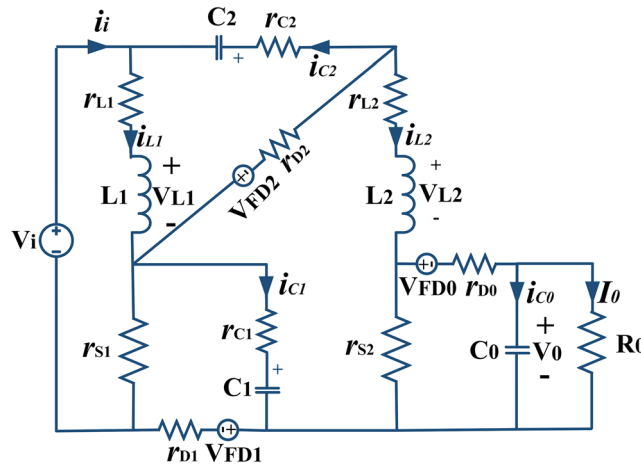 C2
rC2
ii
iC2
rL1
rL2
iL1
iL2
+
L1 VL1
-
VFD2
rD2
+
L2 VL2
-
Vi
VFD0
rD0
iC1
iC0
I0
rS1
rC1
rS2
C1
+
C0 V0
-
R0
rD1
VFD1